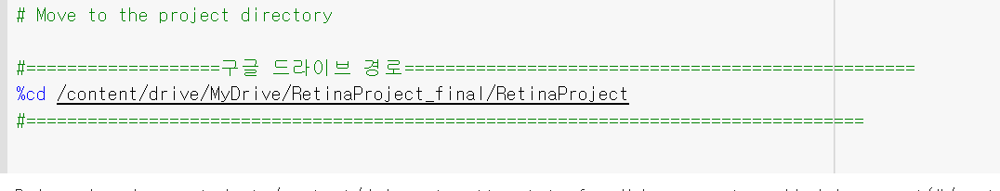 # Move to the project directory
#===================구글 드라이브 경로==================================================
%cd /content/drive/MyDrive/RetinaProject_final/RetinaProject
#==================================================================================